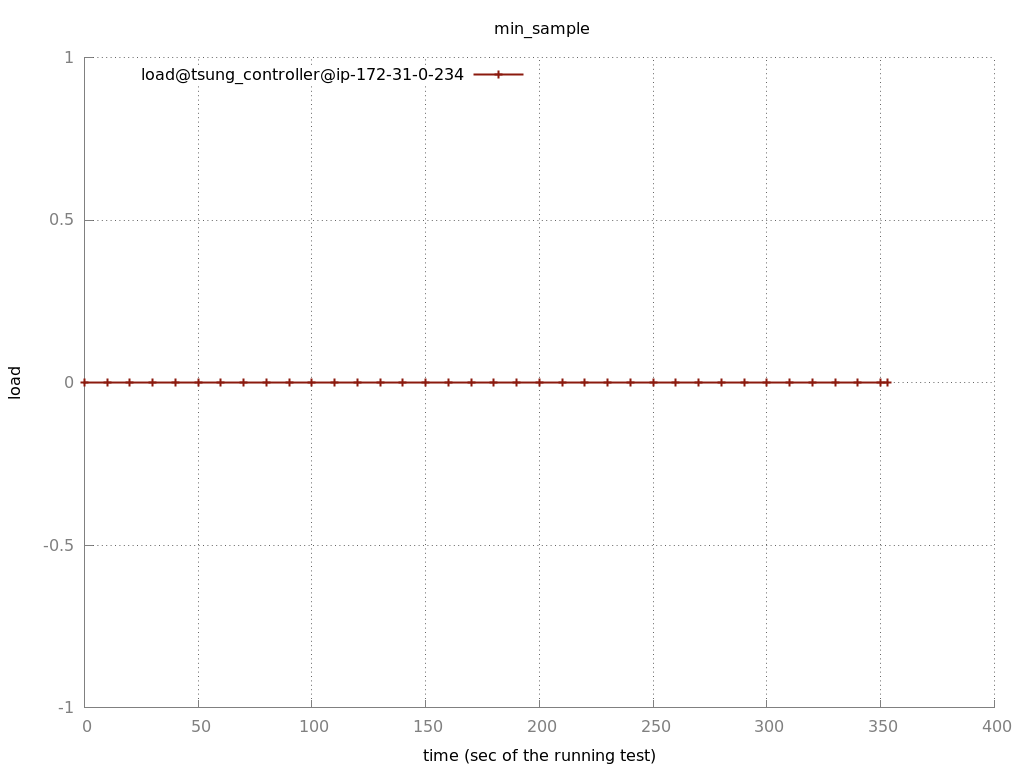 min_sample
load@tsung_controller@ip-172-31-0-234
1
0.5
0
-0.5
-1
load
0 50 100 150 200 250 300 350 400
time (sec of the running test)